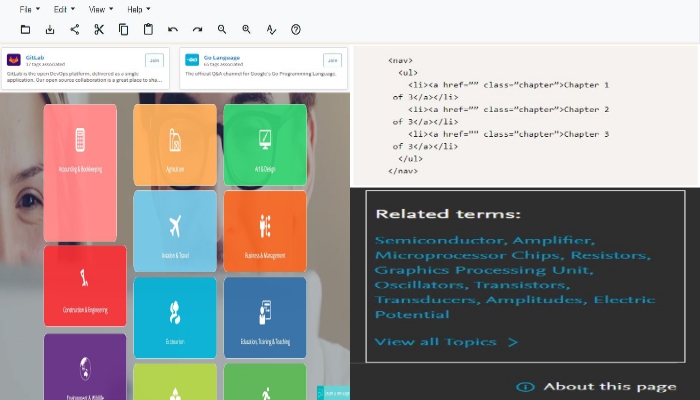 File Edit View Help
GitLab
17 tags associated
Join
GitLab is the open DevOps platform, delivered as a single
application. Our open source collaboration is a great place to sha...
Go Language
65 tags associated
Join
The official Q&A channel for Google's Go Programming Language.
Accounting & Bookkeeping
Agriculture
Art & Design
Aviation & Travel
Business & Management
Construction & Engineering
Ecotourism
Education, Training & Teaching
Environment & Wildlife
<nav>
<ul>
<li><a href="" class="chapter">Chapter 1
of 3</a></li>
<li><a href="" class="chapter">Chapter 2
of 3</a></li>
<li><a href="" class="chapter">Chapter 3
of 3</a></li>
</ul>
</nav>
Related terms:
Semiconductor, Amplifier,
Microprocessor Chips, Resistors,
Graphics Processing Unit,
Oscillators, Transistors,
Transducers, Amplitudes, Electric
Potential
View all Topics
About this page